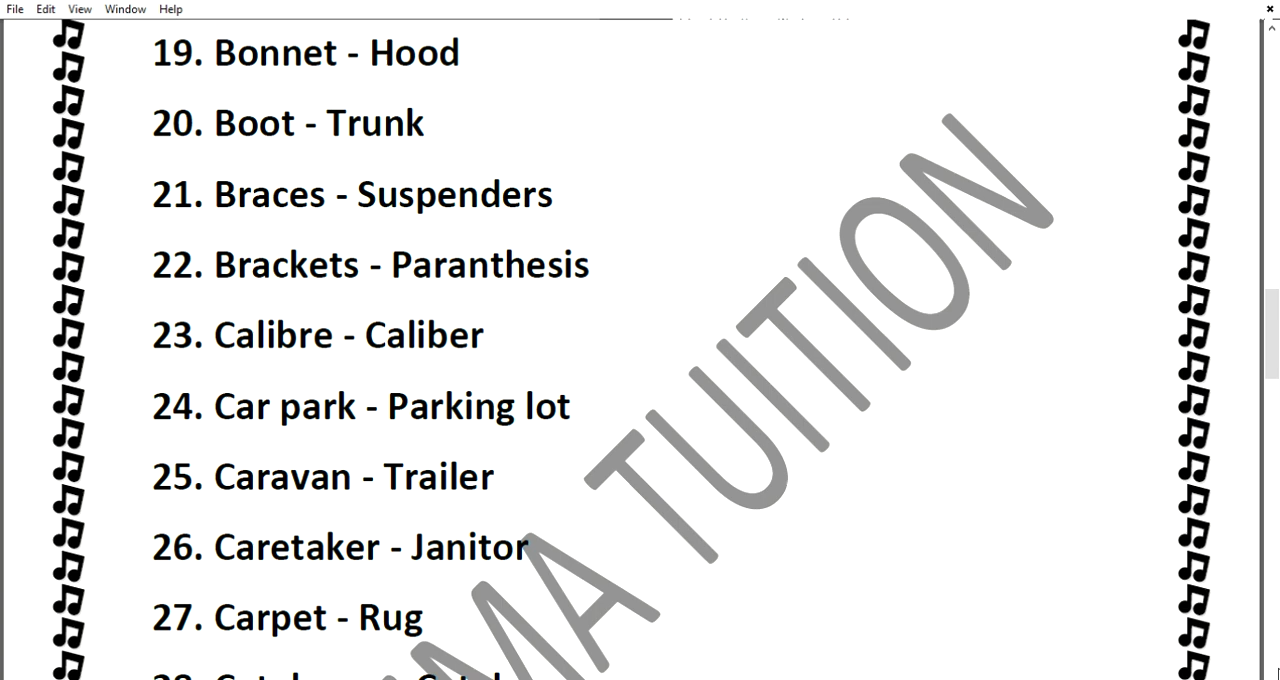 File Edit View Window Help
19. Bonnet - Hood
20. Boot - Trunk
21. Braces - Suspenders
22. Brackets - Paranthesis
23. Calibre - Caliber
24. Car park - Parking lot
25. Caravan - Trailer
26. Caretaker - Janitor
27. Carpet - Rug
TUITION